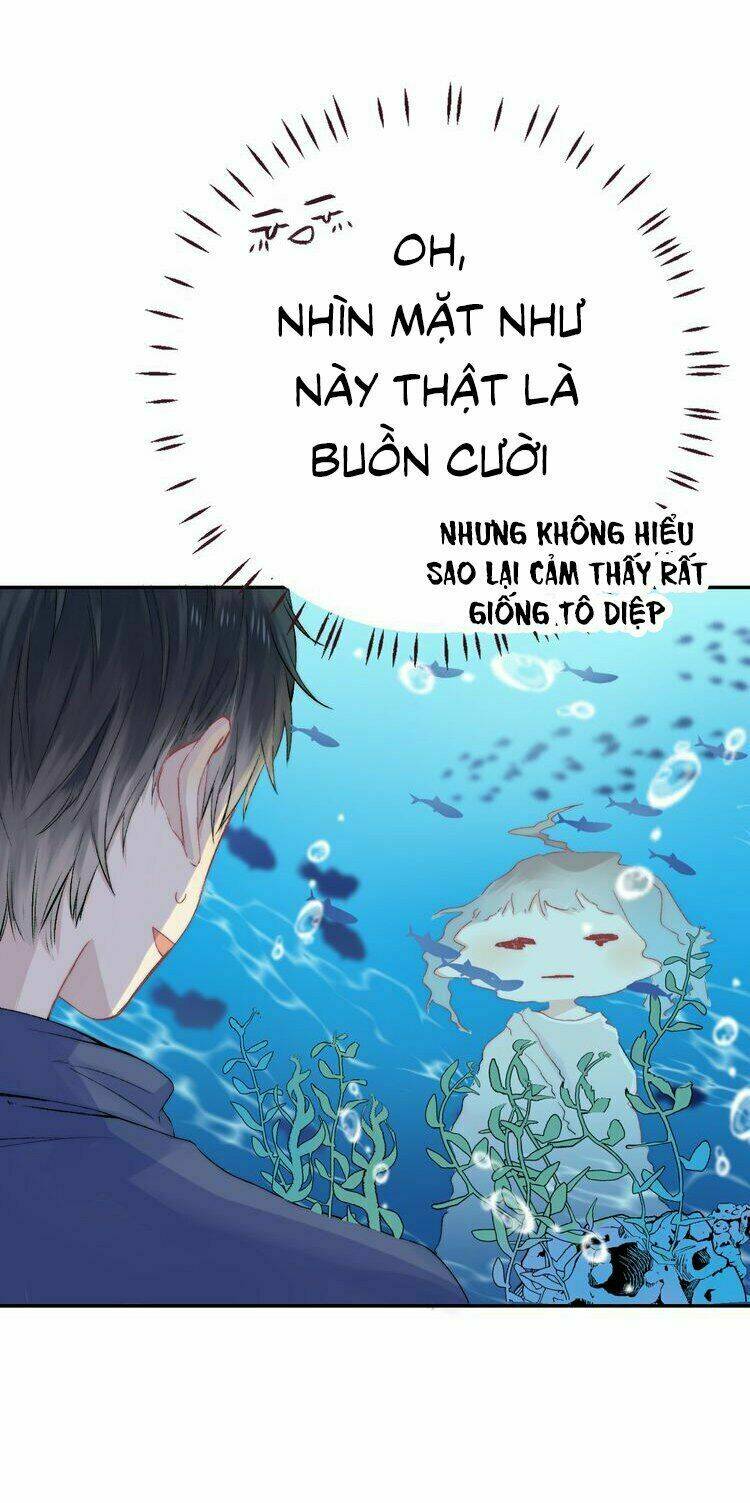 OH,
NHÌN MẶT NHƯ
NÀY THẬT LÀ
BUỒN CƯỜI
NHƯNG KHÔNG HIỂU
SAO LẠI CẢM THẤY RẤT
GIỐNG TÔ DIỆP